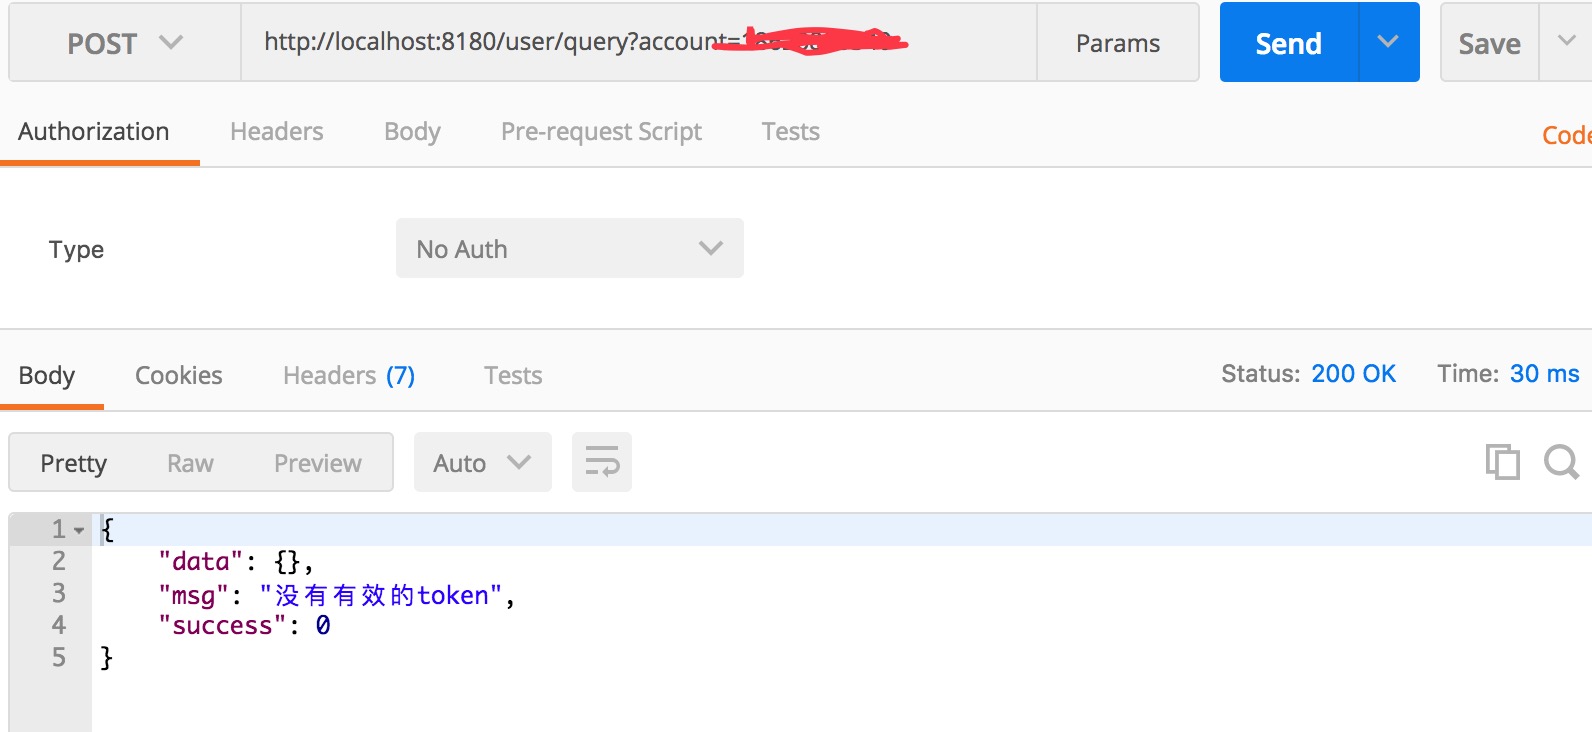 POST http://localhost:8180/user/query?account= Params Send Save
Authorization Headers Body Pre-request Script Tests Code
Type No Auth
Body Cookies Headers (7) Tests Status: 200 OK Time: 30 ms
Pretty Raw Preview Auto
1 {
2 "data": {},
3 "msg": "没有有效的token",
4 "success": 0
5 }